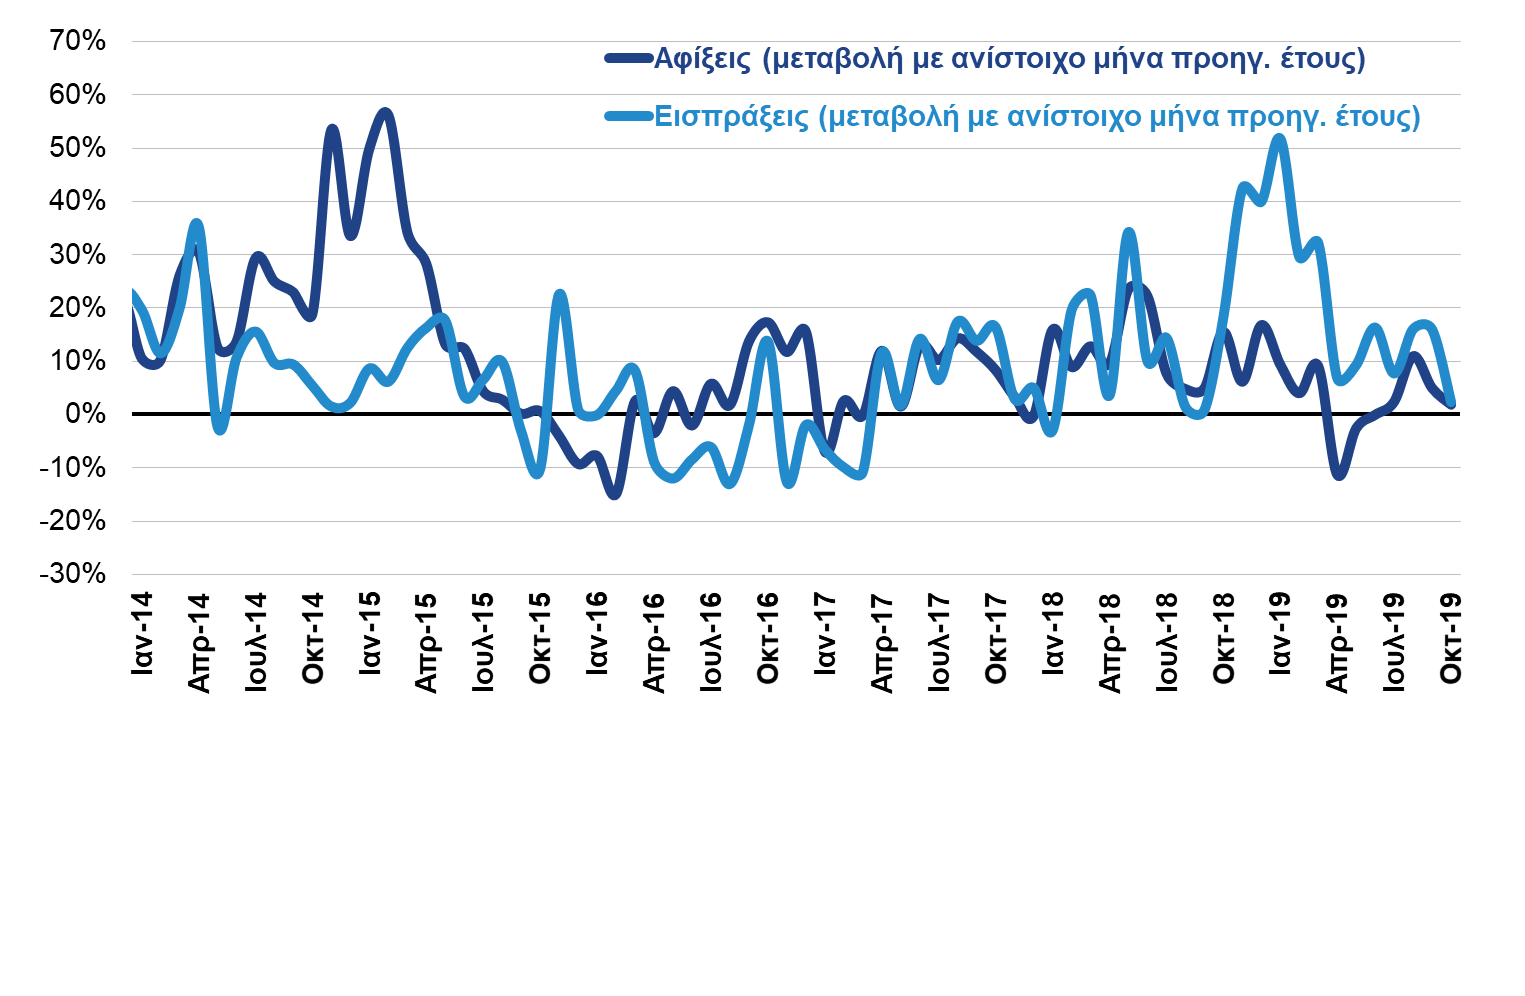 70%
Αφίξεις (μεταβολή με ανίστοιχο μήνα προηγ. έτους)
60%
Εισπράξεις (μεταβολή με ανίστοιχο μήνα προηγ. έτους)
50%
40%
30%
20%
10%
0%
-10%
-20%
-30%
Ιαν-14
Απρ-14
Ιουλ-14
Οκτ-14
Ιαν-15
Απρ-15
Ιουλ-15
Οκτ-15
Ιαν-16
Απρ-16
Ιουλ-16
Οκτ-16
Ιαν-17
Απρ-17
Ιουλ-17
Οκτ-17
Ιαν-18
Απρ-18
Ιουλ-18
Οκτ-18
Ιαν-19
Απρ-19
Ιουλ-19
Οκτ-19